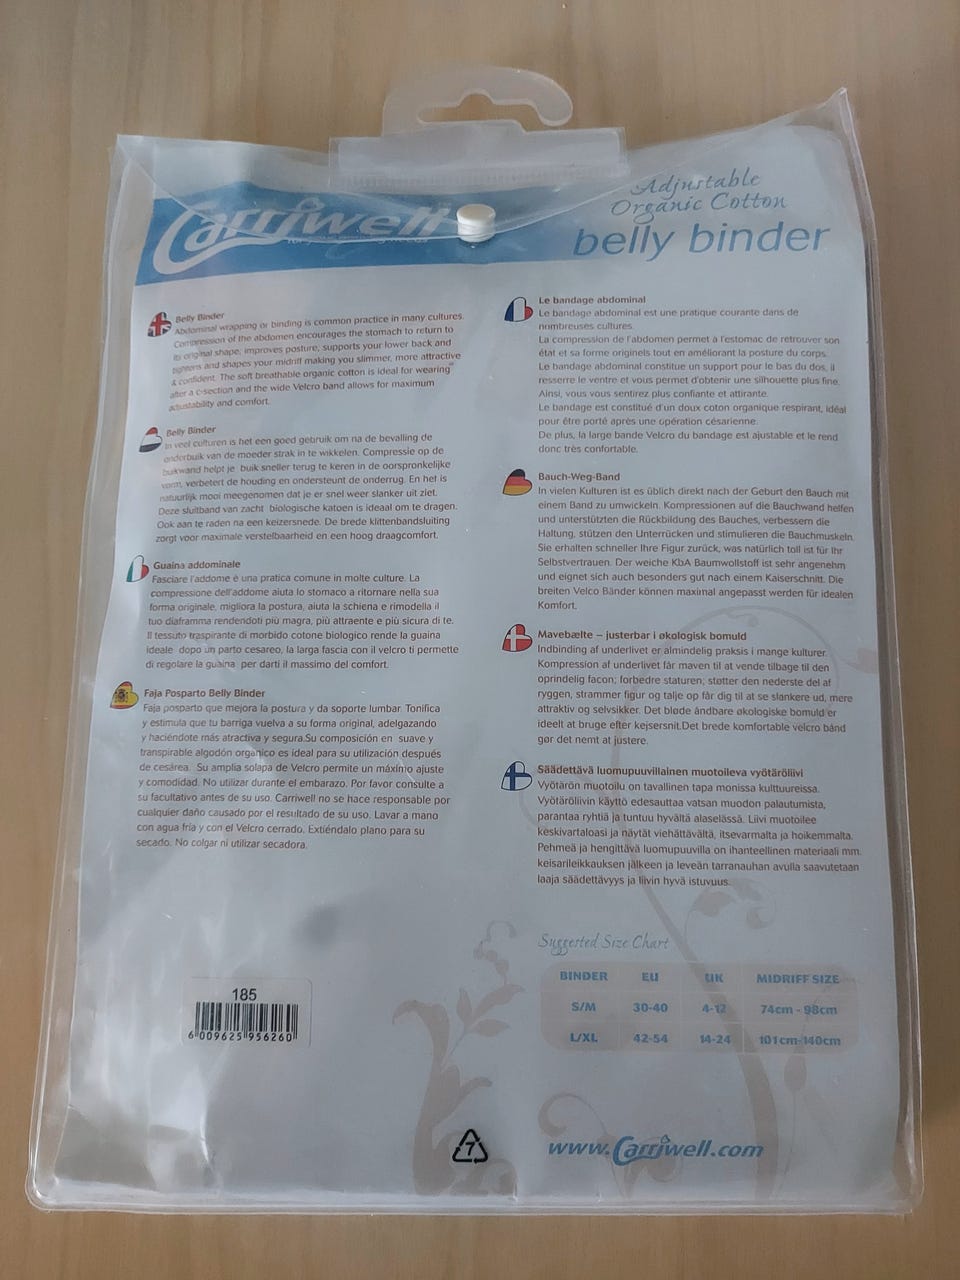 Carriwell
Adjustable
Organic Cotton
belly binder
Belly Binder
Abdominal wrapping or binding is common practice in many cultures.
Compression of the abdomen encourages the stomach to return to
its original shape, improves posture, supports your lower back and
tightens and shapes your midriff making you slimmer, more attractive
& confident. The soft breathable organic cotton is ideal for wearing
after a c-section and the wide Velcro band allows for maximum
adjustability and comfort.
Belly Binder
In veel culturen is het een goed gebruik om na de bevalling de
onderbuik van de moeder strak in te wikkelen. Compressie op de
buikwand helpt je buik sneller terug te keren in de oorspronkelijke
vorm, verbetert de houding en ondersteunt de onderrug. En het is
natuurlijk mooi meegenomen dat je er snel weer slanker uit ziet.
Deze sluitband van zacht biologische katoen is ideaal om te dragen.
Ook aan te raden na een keizersnede. De brede klittenbandsluiting
zorgt voor maximale verstelbaarheid en een hoog draagcomfort.
Guaina addominale
Fasciare l'addome è una pratica comune in molte culture. La
compressione dell'addome aiuta lo stomaco a ritornare nella sua
forma originale, migliora la postura, aiuta la schiena e rimodella il
tuo diaframma rendendoti più magra, più attraente e più sicura di te.
Il tessuto traspirante di morbido cotone biologico rende la guaina
ideale dopo un parto cesareo, la larga fascia con il velcro ti permette
di regolare la guaina per darti il massimo del comfort.
Faja Posparto Belly Binder
Faja posparto que mejora la postura y da soporte lumbar. Tonifica
y estimula que tu barriga vuelva a su forma original, adelgazando
y haciéndote más atractiva y segura.Su composición en suave y
transpirable algodón orgánico es ideal para su utilización después
de cesárea. Su amplia solapa de Velcro permite un máximo ajuste
y comodidad. No utilizar durante el embarazo. Por favor consulte a
su facultativo antes de su uso. Carriwell no se hace responsable por
cualquier daño causado por el resultado de su uso. Lavar a mano
con agua fría y con el Velcro cerrado. Extiéndalo plano para su
secado. No colgar ni utilizar secadora.
185
6 009625 956260
Le bandage abdominal
Le bandage abdominal est une pratique courante dans de
nombreuses cultures.
La compression de l'abdomen permet à l'estomac de retrouver son
état et sa forme originels tout en améliorant la posture du corps.
Le bandage abdominal constitue un support pour le bas du dos, il
resserre le ventre et vous permet d'obtenir une silhouette plus fine.
Ainsi, vous vous sentirez plus confiante et attirante.
Le bandage est constitué d'un doux coton organique respirant, idéal
pour être porté après une opération césarienne.
De plus, la large bande Velcro du bandage est ajustable et le rend
donc très confortable.
Bauch-Weg-Band
In vielen Kulturen ist es üblich direkt nach der Geburt den Bauch mit
einem Band zu umwickeln. Kompressionen auf die Bauchwand helfen
und unterstützten die Rückbildung des Bauches, verbessern die
Haltung, stützen den Unterrücken und stimulieren die Bauchmuskeln.
Sie erhalten schneller Ihre Figur zurück, was natürlich toll ist für Ihr
Selbstvertrauen. Der weiche KbA Baumwollstoff ist sehr angenehm
und eignet sich auch besonders gut nach einem Kaiserschnitt. Die
breiten Velco Bänder können maximal angepasst werden für idealen
Komfort.
Mavebælte – justerbar i økologisk bomuld
Indbinding af underlivet er almindelig praksis i mange kulturer.
Kompression af underlivet får maven til at vende tilbage til den
oprindelig facon; forbedre staturen; støtter den nederste del af
ryggen, strammer figur og talje op får dig til at se slankere ud, mere
attraktiv og selvsikker. Det bløde åndbare økologiske bomuld er
ideelt at bruge efter kejsersnit.Det brede komfortable velcro bånd
gør det nemt at justere.
Säädettävä luomupuuvillainen muotoileva vyötäröliivi
Vyötärön muotoilu on tavallinen tapa monissa kulttuureissa.
Vyötäröliivin käyttö edesauttaa vatsan muodon palautumista,
parantaa ryhtiä ja tuntuu hyvältä alaselässä. Liivi muotoilee
keskivartaloasi ja näytät viehättävältä, itsevarmalta ja hoikemmalta.
Pehmeä ja hengittävä luomupuuvilla on ihanteellinen materiaali mm.
keisarileikkauksen jälkeen ja leveän tarranauhan avulla saavutetaan
laaja säädettävyys ja liivin hyvä istuvuus.
Suggested Size Chart
BINDER EU UK MIDRIFF SIZE
S/M 30-40 4-12 74cm - 98cm
L/XL 42-54 14-24 101cm-140cm
7
www.Carriwell.com